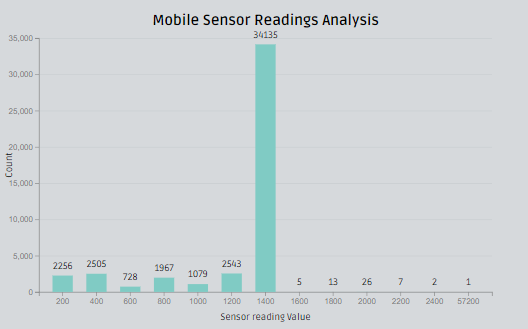 Mobile Sensor Readings Analysis
34135
35,000
30,000
25,000
20,000
15,000
10,000
5,000
0
Count
2256 2505 728 1967 1079 2543 5 13 26 7 2 1
200 400 600 800 1000 1200 1400 1600 1800 2000 2200 2400 57200
Sensor reading Value